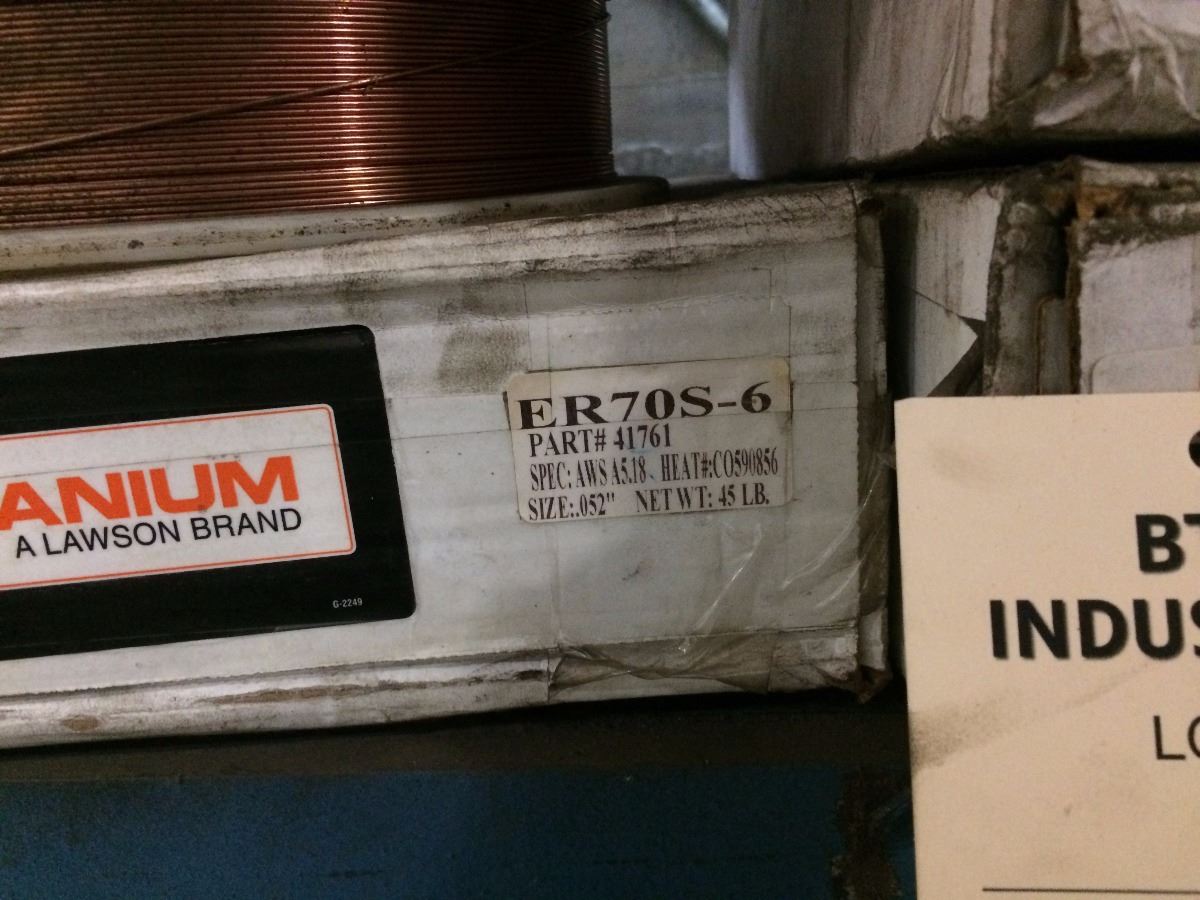 ANIUM
A LAWSON BRAND
G-2249
ER70S-6
PART# 41761
SPEC: AWS A5.18 HEAT#:CO590856
SIZE:.052" NET WT: 45 LB.
BT
INDUS
LO